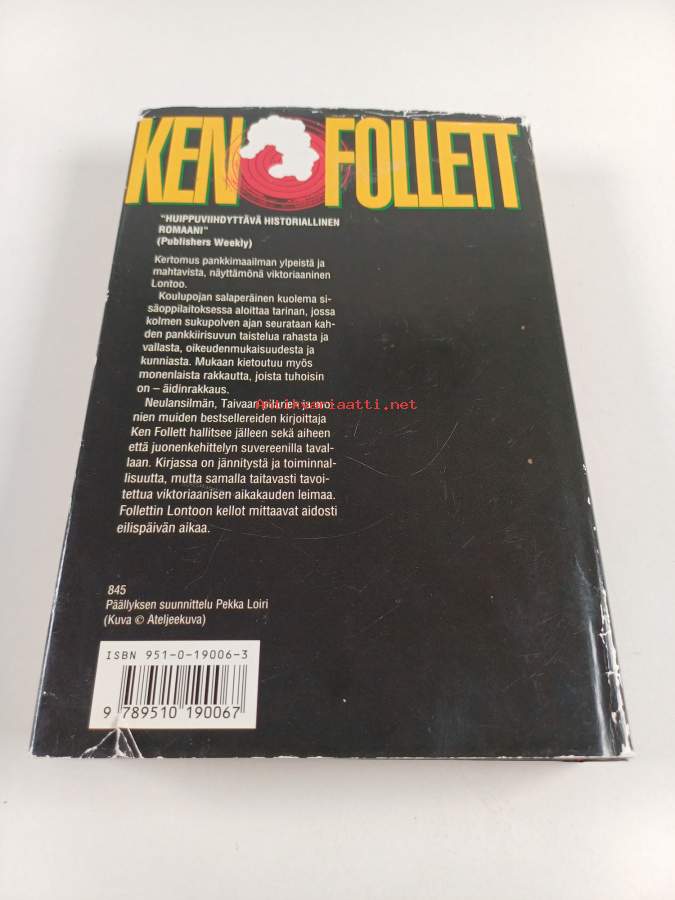 KEN FOLLETT
"HUIPPUVIIHDYTTÄVÄ HISTORIALLINEN
ROMAANI"
(Publishers Weekly)
Kertomus pankkimaailman ylpeistä ja
mahtavista, näyttämönä viktoriaaninen
Lontoo.
Koulupojan salaperäinen kuolema si-
säoppilaitoksessa aloittaa tarinan, jossa
kolmen sukupolven ajan seurataan kah-
den pankkiirisuvun taistelua rahasta ja
vallasta, oikeudenmukaisuudesta ja
kunniasta. Mukaan kietoutuu myös
monenlaista rakkautta, joista tuhoisin
on – äidinrakkaus.
Antikvariaatti.net
Neulansilmän, Taivaan pilarien ja mo-
nien muiden bestsellereiden kirjoittaja
Ken Follett hallitsee jälleen sekä aiheen
että juonenkehittelyn suvereenilla taval-
laan. Kirjassa on jännitystä ja toiminnal-
lisuutta, mutta samalla taitavasti tavoi-
tettua viktoriaanisen aikakauden leimaa.
Follettin Lontoon kellot mittaavat aidosti
eilispäivän aikaa.
845
Päällyksen suunnittelu Pekka Loiri
(Kuva © Ateljeekuva)
ISBN 951-0-19006-3
9 789510 190067